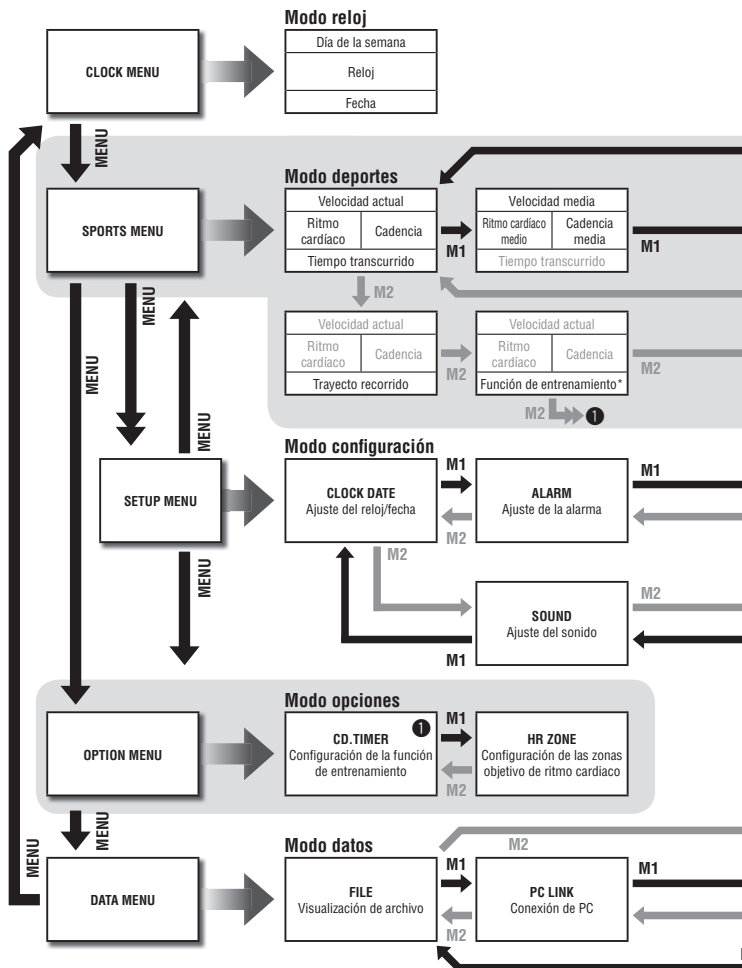 Modo reloj
CLOCK MENU
Día de la semana
Reloj
Fecha
MENU
Modo deportes
SPORTS MENU
Velocidad actual
Ritmo
cardíaco
Cadencia
Tiempo transcurrido
M1
Velocidad media
Ritmo cardíaco
medio
Cadencia
media
Tiempo transcurrido
M1
M2
MENU
MENU
MENU
Velocidad actual
Ritmo
cardíaco
Cadencia
Trayecto recorrido
M2
Velocidad actual
Ritmo
cardíaco
Cadencia
Función de entrenamiento*
M2
M2
1
Modo configuración
SETUP MENU
CLOCK DATE
Ajuste del reloj/fecha
M1
M2
ALARM
Ajuste de la alarma
M1
M2
MENU
SOUND
Ajuste del sonido
M2
M1
Modo opciones
OPTION MENU
CD.TIMER
1
Configuración de la función
de entrenamiento
M1
M2
HR ZONE
Configuración de las zonas
objetivo de ritmo cardiaco
MENU
MENU
Modo datos
DATA MENU
FILE
Visualización de archivo
M2
M1
M2
PC LINK
Conexión de PC
M1